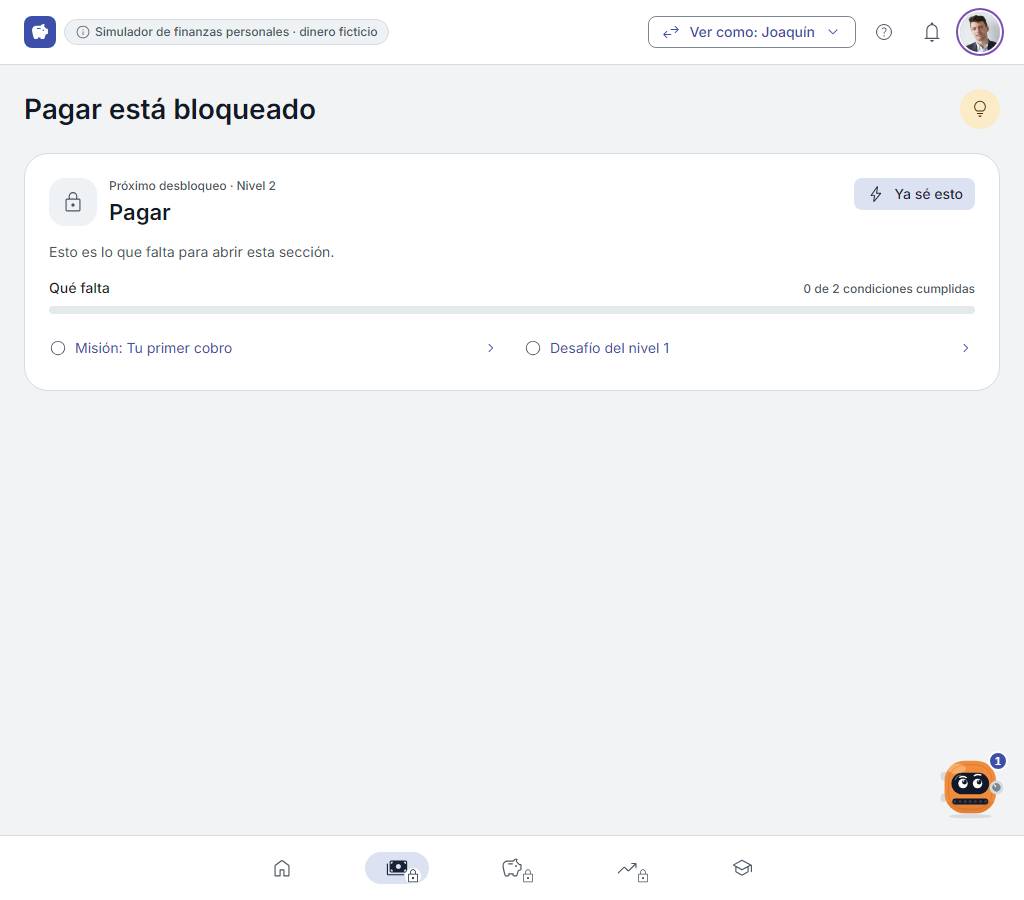 Simulador de finanzas personales · dinero ficticio
Ver como: Joaquín
Pagar está bloqueado
Próximo desbloqueo · Nivel 2
Pagar
Ya sé esto
Esto es lo que falta para abrir esta sección.
Qué falta
0 de 2 condiciones cumplidas
Misión: Tu primer cobro
Desafío del nivel 1
1